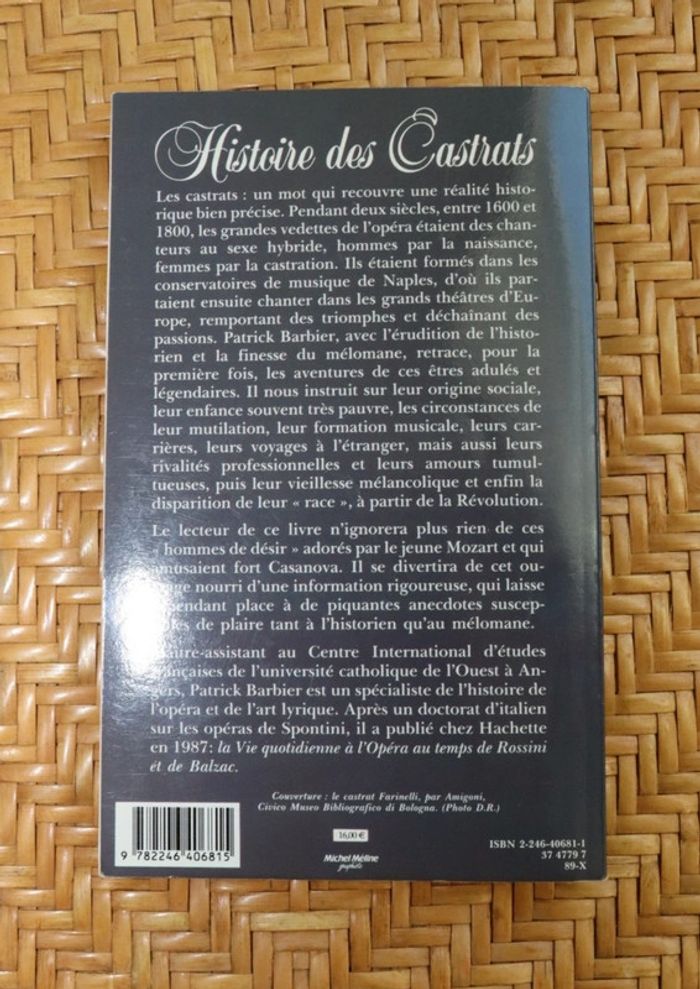 Histoire des Castrats
Les castrats : un mot qui recouvre une réalité histo-
rique bien précise. Pendant deux siècles, entre 1600 et
1800, les grandes vedettes de l'opéra étaient des chan-
teurs au sexe hybride, hommes par la naissance,
femmes par la castration. Ils étaient formés dans les
conservatoires de musique de Naples, d'où ils par-
taient ensuite chanter dans les grands théâtres d'Eu-
rope, remportant des triomphes et déchaînant des
passions. Patrick Barbier, avec l'érudition de l'histo-
rien et la finesse du mélomane, retrace, pour la
première fois, les aventures de ces êtres adulés et
légendaires. Il nous instruit sur leur origine sociale,
leur enfance souvent très pauvre, les circonstances de
leur mutilation, leur formation musicale, leurs car-
rières, leurs voyages à l'étranger, mais aussi leurs
rivalités professionnelles et leurs amours tumul-
tueuses, puis leur vieillesse mélancolique et enfin la
disparition de leur « race », à partir de la Révolution.
Le lecteur de ce livre n'ignorera plus rien de ces
« hommes de désir » adorés par le jeune Mozart et qui
amusaient fort Casanova. Il se divertira de cet ou-
nourri d'une information rigoureuse, qui laisse
place à de piquantes anecdotes suscep-
de plaire tant à l'historien qu'au mélomane.
au Centre International d'études
françaises de l'université catholique de l'Ouest à An-
gers, Patrick Barbier est un spécialiste de l'histoire de
l'opéra et de l'art lyrique. Après un doctorat d'italien
sur les opéras de Spontini, il a publié chez Hachette
en 1987: la Vie quotidienne à l'Opéra au temps de Rossini
et de Balzac.
Couverture : le castrat Farinelli, par Amigoni,
Civico Museo Bibliografico di Bologna. (Photo D.R.)
16,00 €
Michel Méline
graphiste
9 782246 406815
ISBN 2-246-40681-1
37 4779 7
89-X